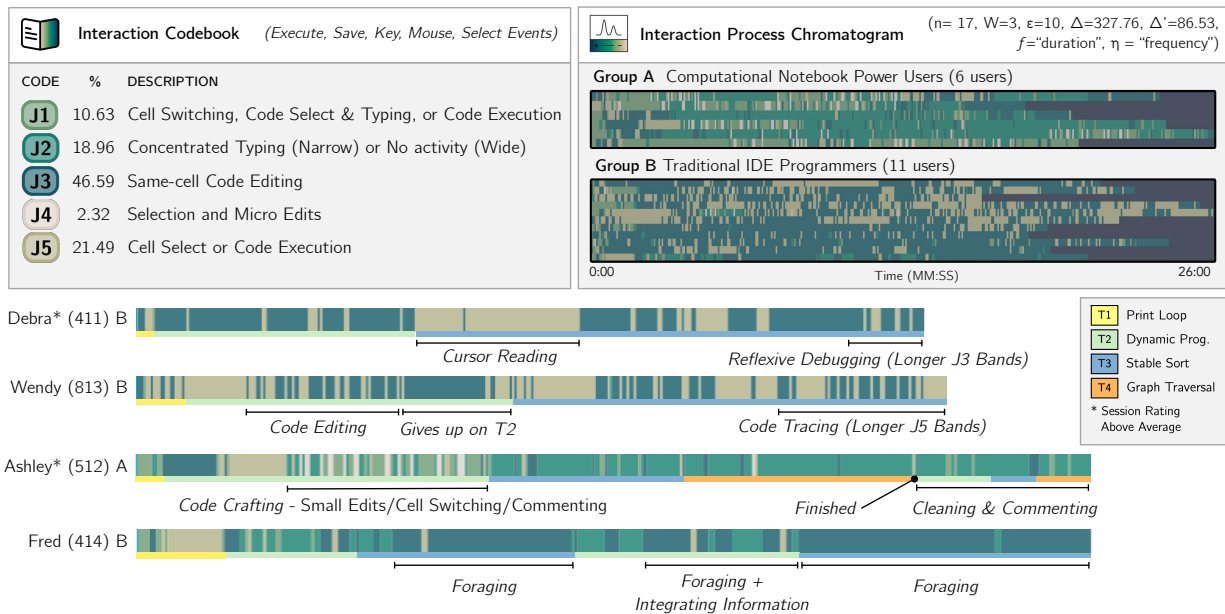 Interaction Codebook (Execute, Save, Key, Mouse, Select Events)
CODE % DESCRIPTION
J1 10.63 Cell Switching, Code Select & Typing, or Code Execution
J2 18.96 Concentrated Typing (Narrow) or No activity (Wide)
J3 46.59 Same-cell Code Editing
J4 2.32 Selection and Micro Edits
J5 21.49 Cell Select or Code Execution
Interaction Process Chromatogram
(n= 17, W=3, ε=10, Δ=327.76, Δ'=86.53,
f="duration", η = "frequency")
Group A Computational Notebook Power Users (6 users)
Group B Traditional IDE Programmers (11 users)
0:00 Time (MM:SS) 26:00
Debra* (411) B
Cursor Reading
Reflexive Debugging (Longer J3 Bands)
Wendy (813) B
Code Editing
Gives up on T2
Code Tracing (Longer J5 Bands)
Ashley* (512) A
Code Crafting - Small Edits/Cell Switching/Commenting
Finished
Cleaning & Commenting
Fred (414) B
Foraging
Foraging +
Integrating Information
Foraging
T1 Print Loop
T2 Dynamic Prog.
T3 Stable Sort
T4 Graph Traversal
* Session Rating
Above Average